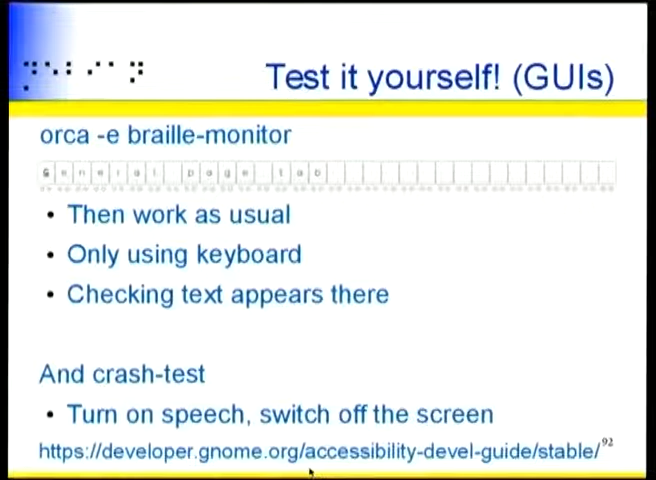 ⡙⠑⠃⠊⠁⠝
Test it yourself! (GUIs)
orca -e braille-monitor
General page tab
• Then work as usual
• Only using keyboard
• Checking text appears there
And crash-test
• Turn on speech, switch off the screen
https://developer.gnome.org/accessibility-devel-guide/stable/
92